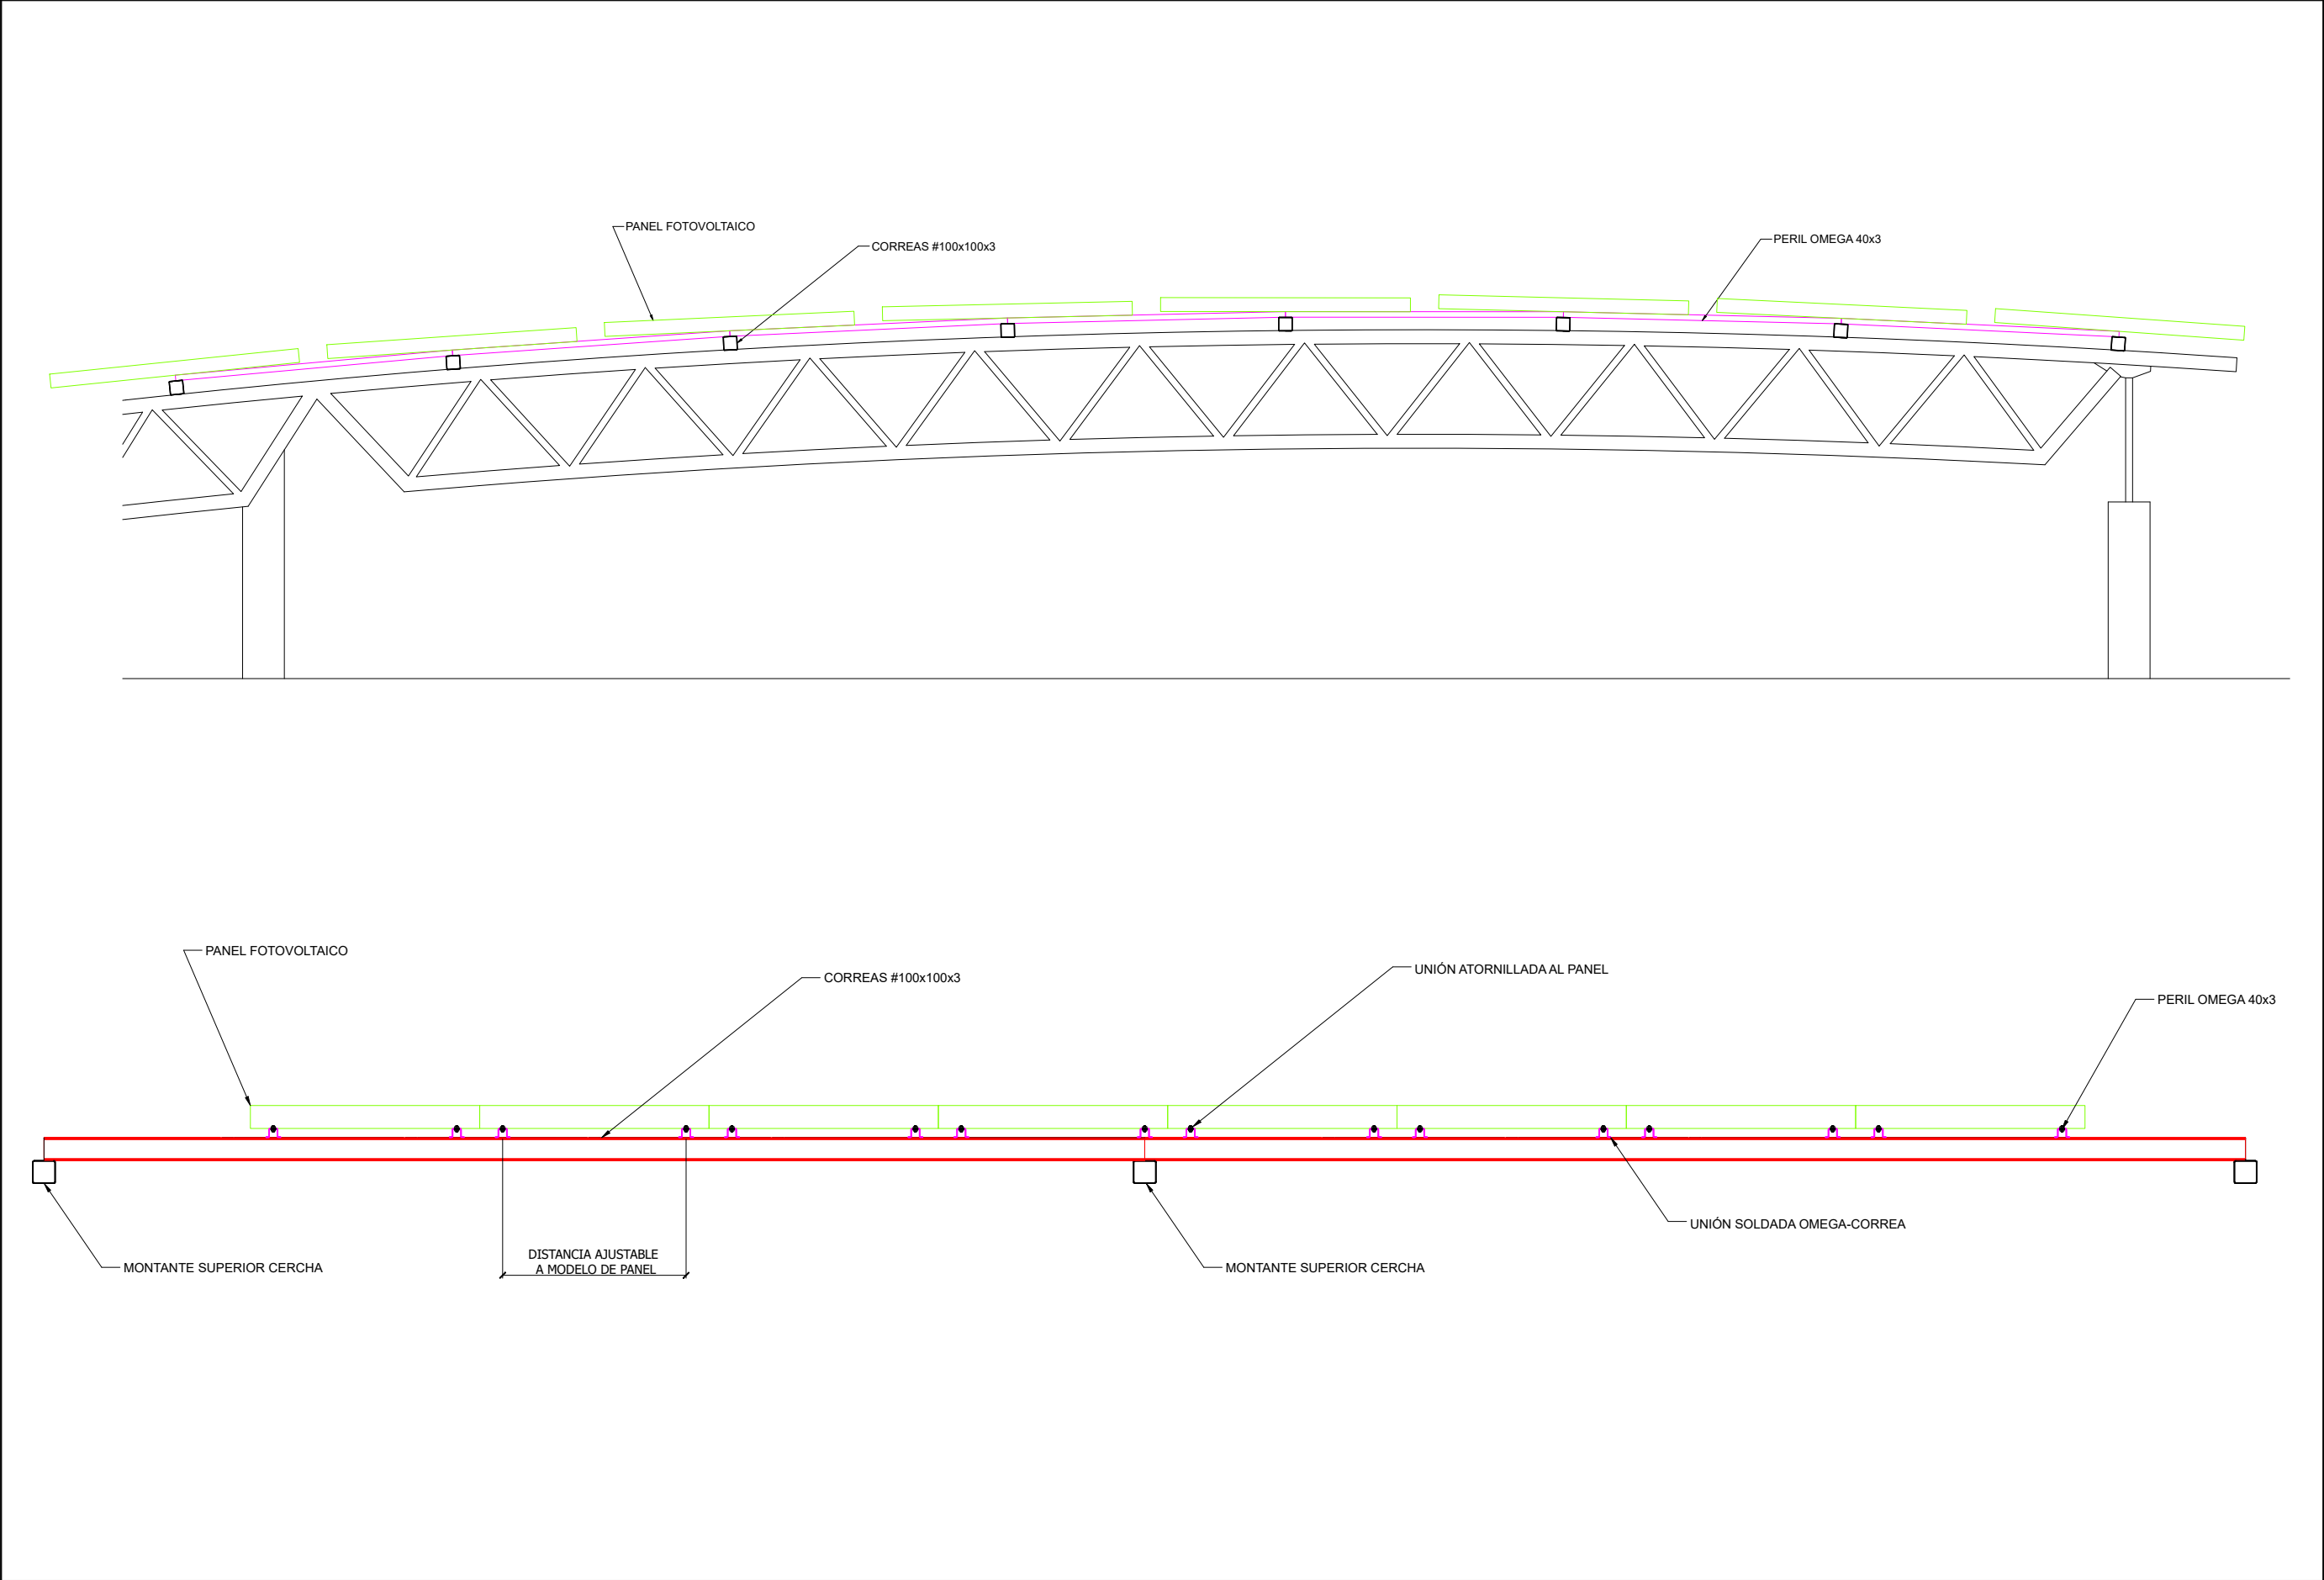 PANEL FOTOVOLTAICO
CORREAS #100x100x3
PERIL OMEGA 40x3
PANEL FOTOVOLTAICO
CORREAS #100x100x3
UNIÓN ATORNILLADA AL PANEL
PERIL OMEGA 40x3
MONTANTE SUPERIOR CERCHA
DISTANCIA AJUSTABLE
A MODELO DE PANEL
MONTANTE SUPERIOR CERCHA
UNIÓN SOLDADA OMEGA-CORREA